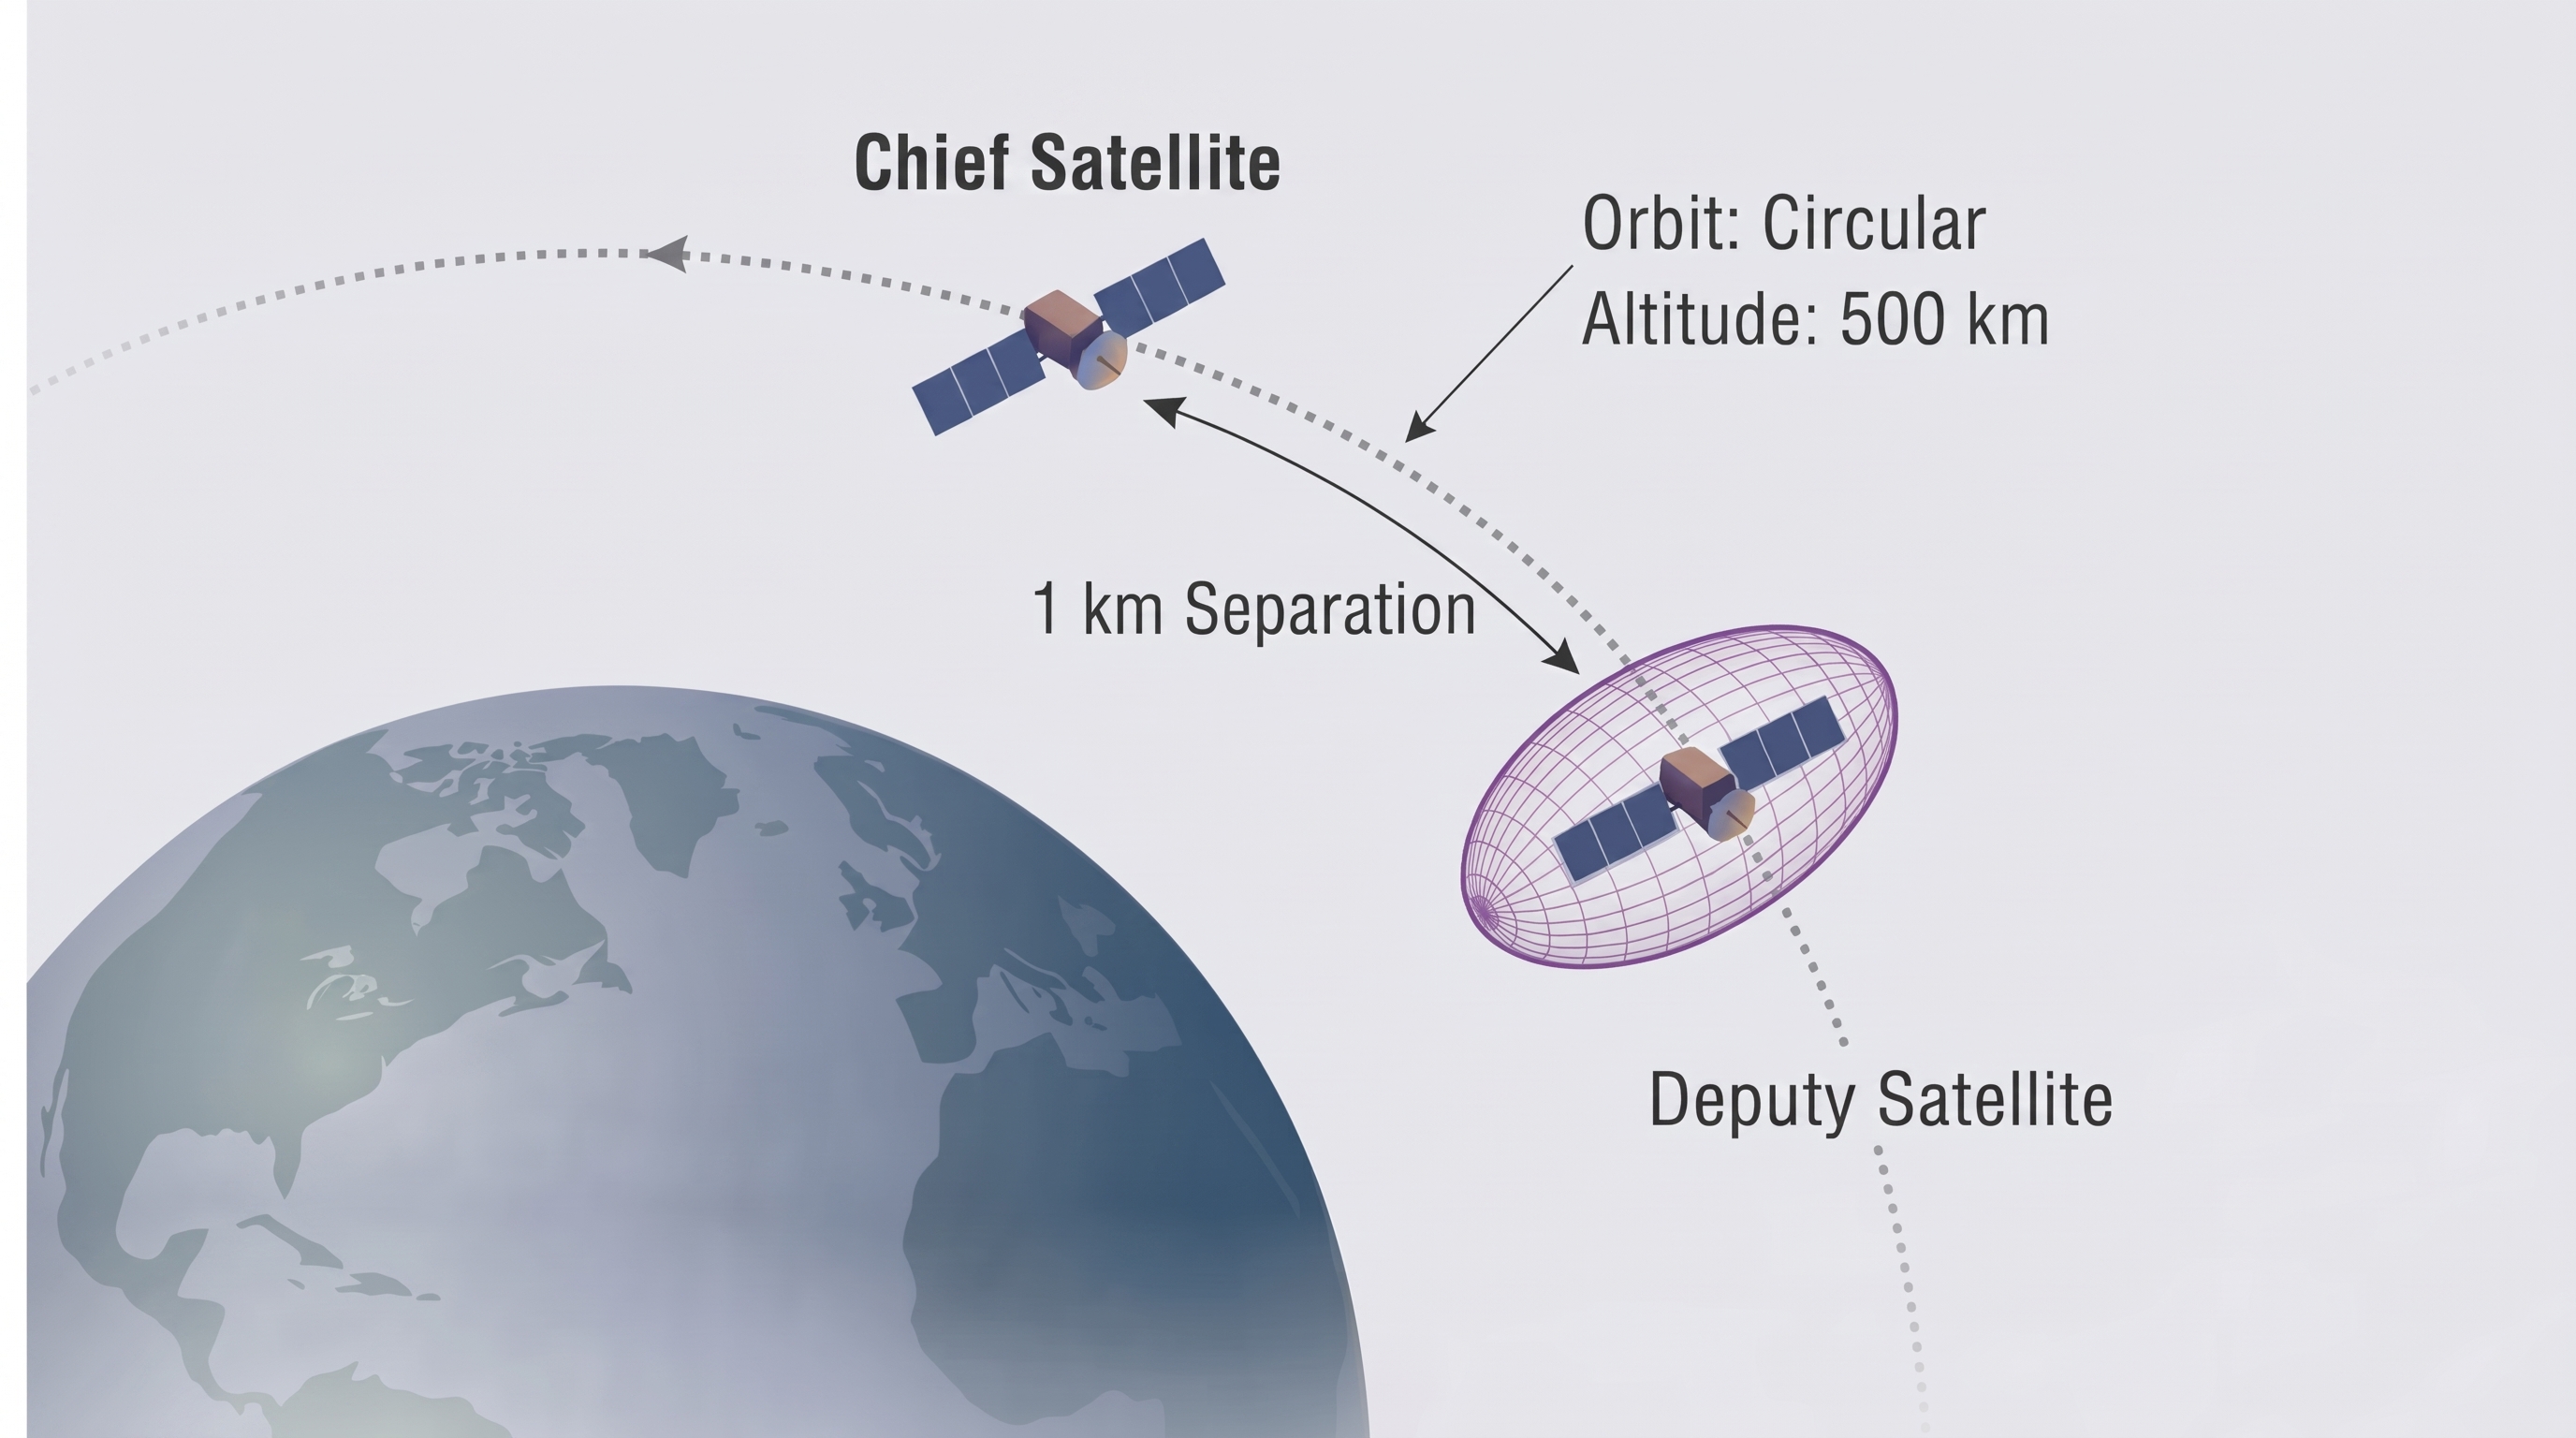 Chief Satellite
Orbit: Circular
Altitude: 500 km
1 km Separation
Deputy Satellite